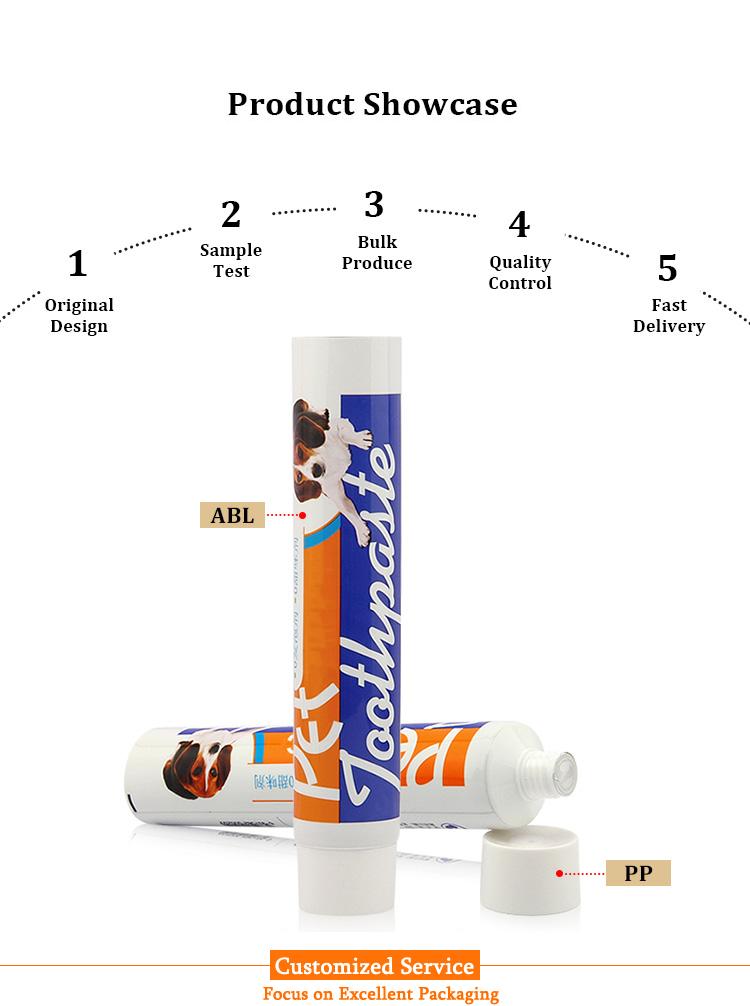 Product Showcase
1
Original
Design
2
Sample
Test
3
Bulk
Produce
4
Quality
Control
5
Fast
Delivery
ABL
Pet
Toothpaste
Pe
PP
Customized Service
Focus on Excellent Packaging